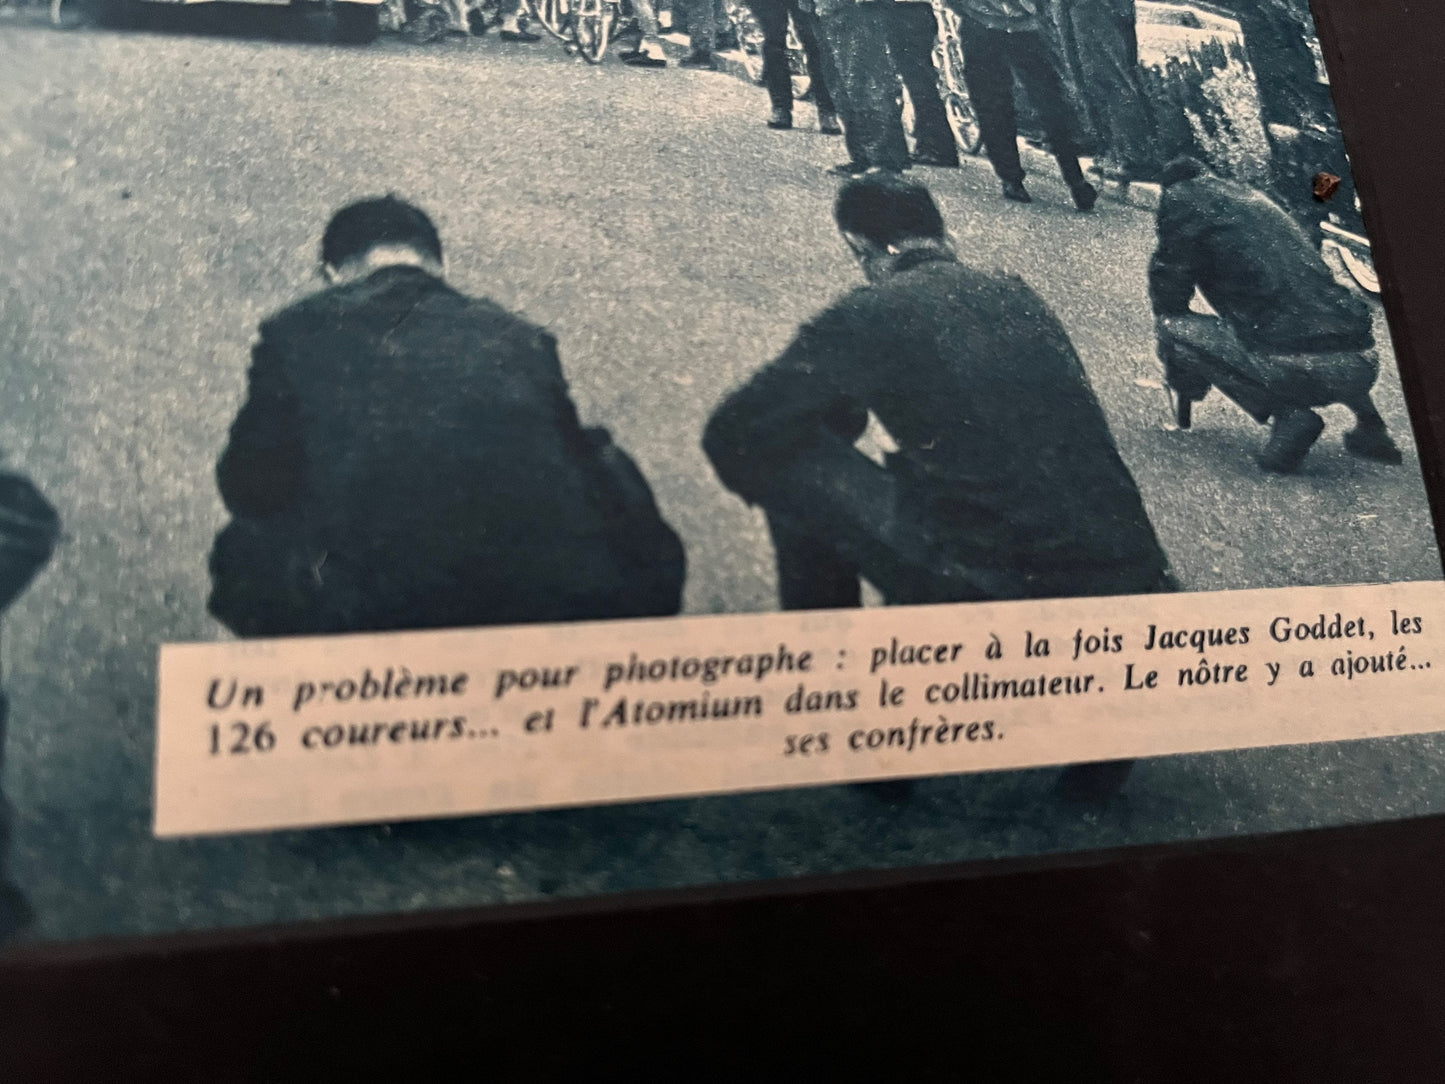 Un problème pour photographe : placer à la fois Jacques Goddet, les
126 coureurs... et l'Atomium dans le collimateur. Le nôtre y a ajouté...
ses confrères.